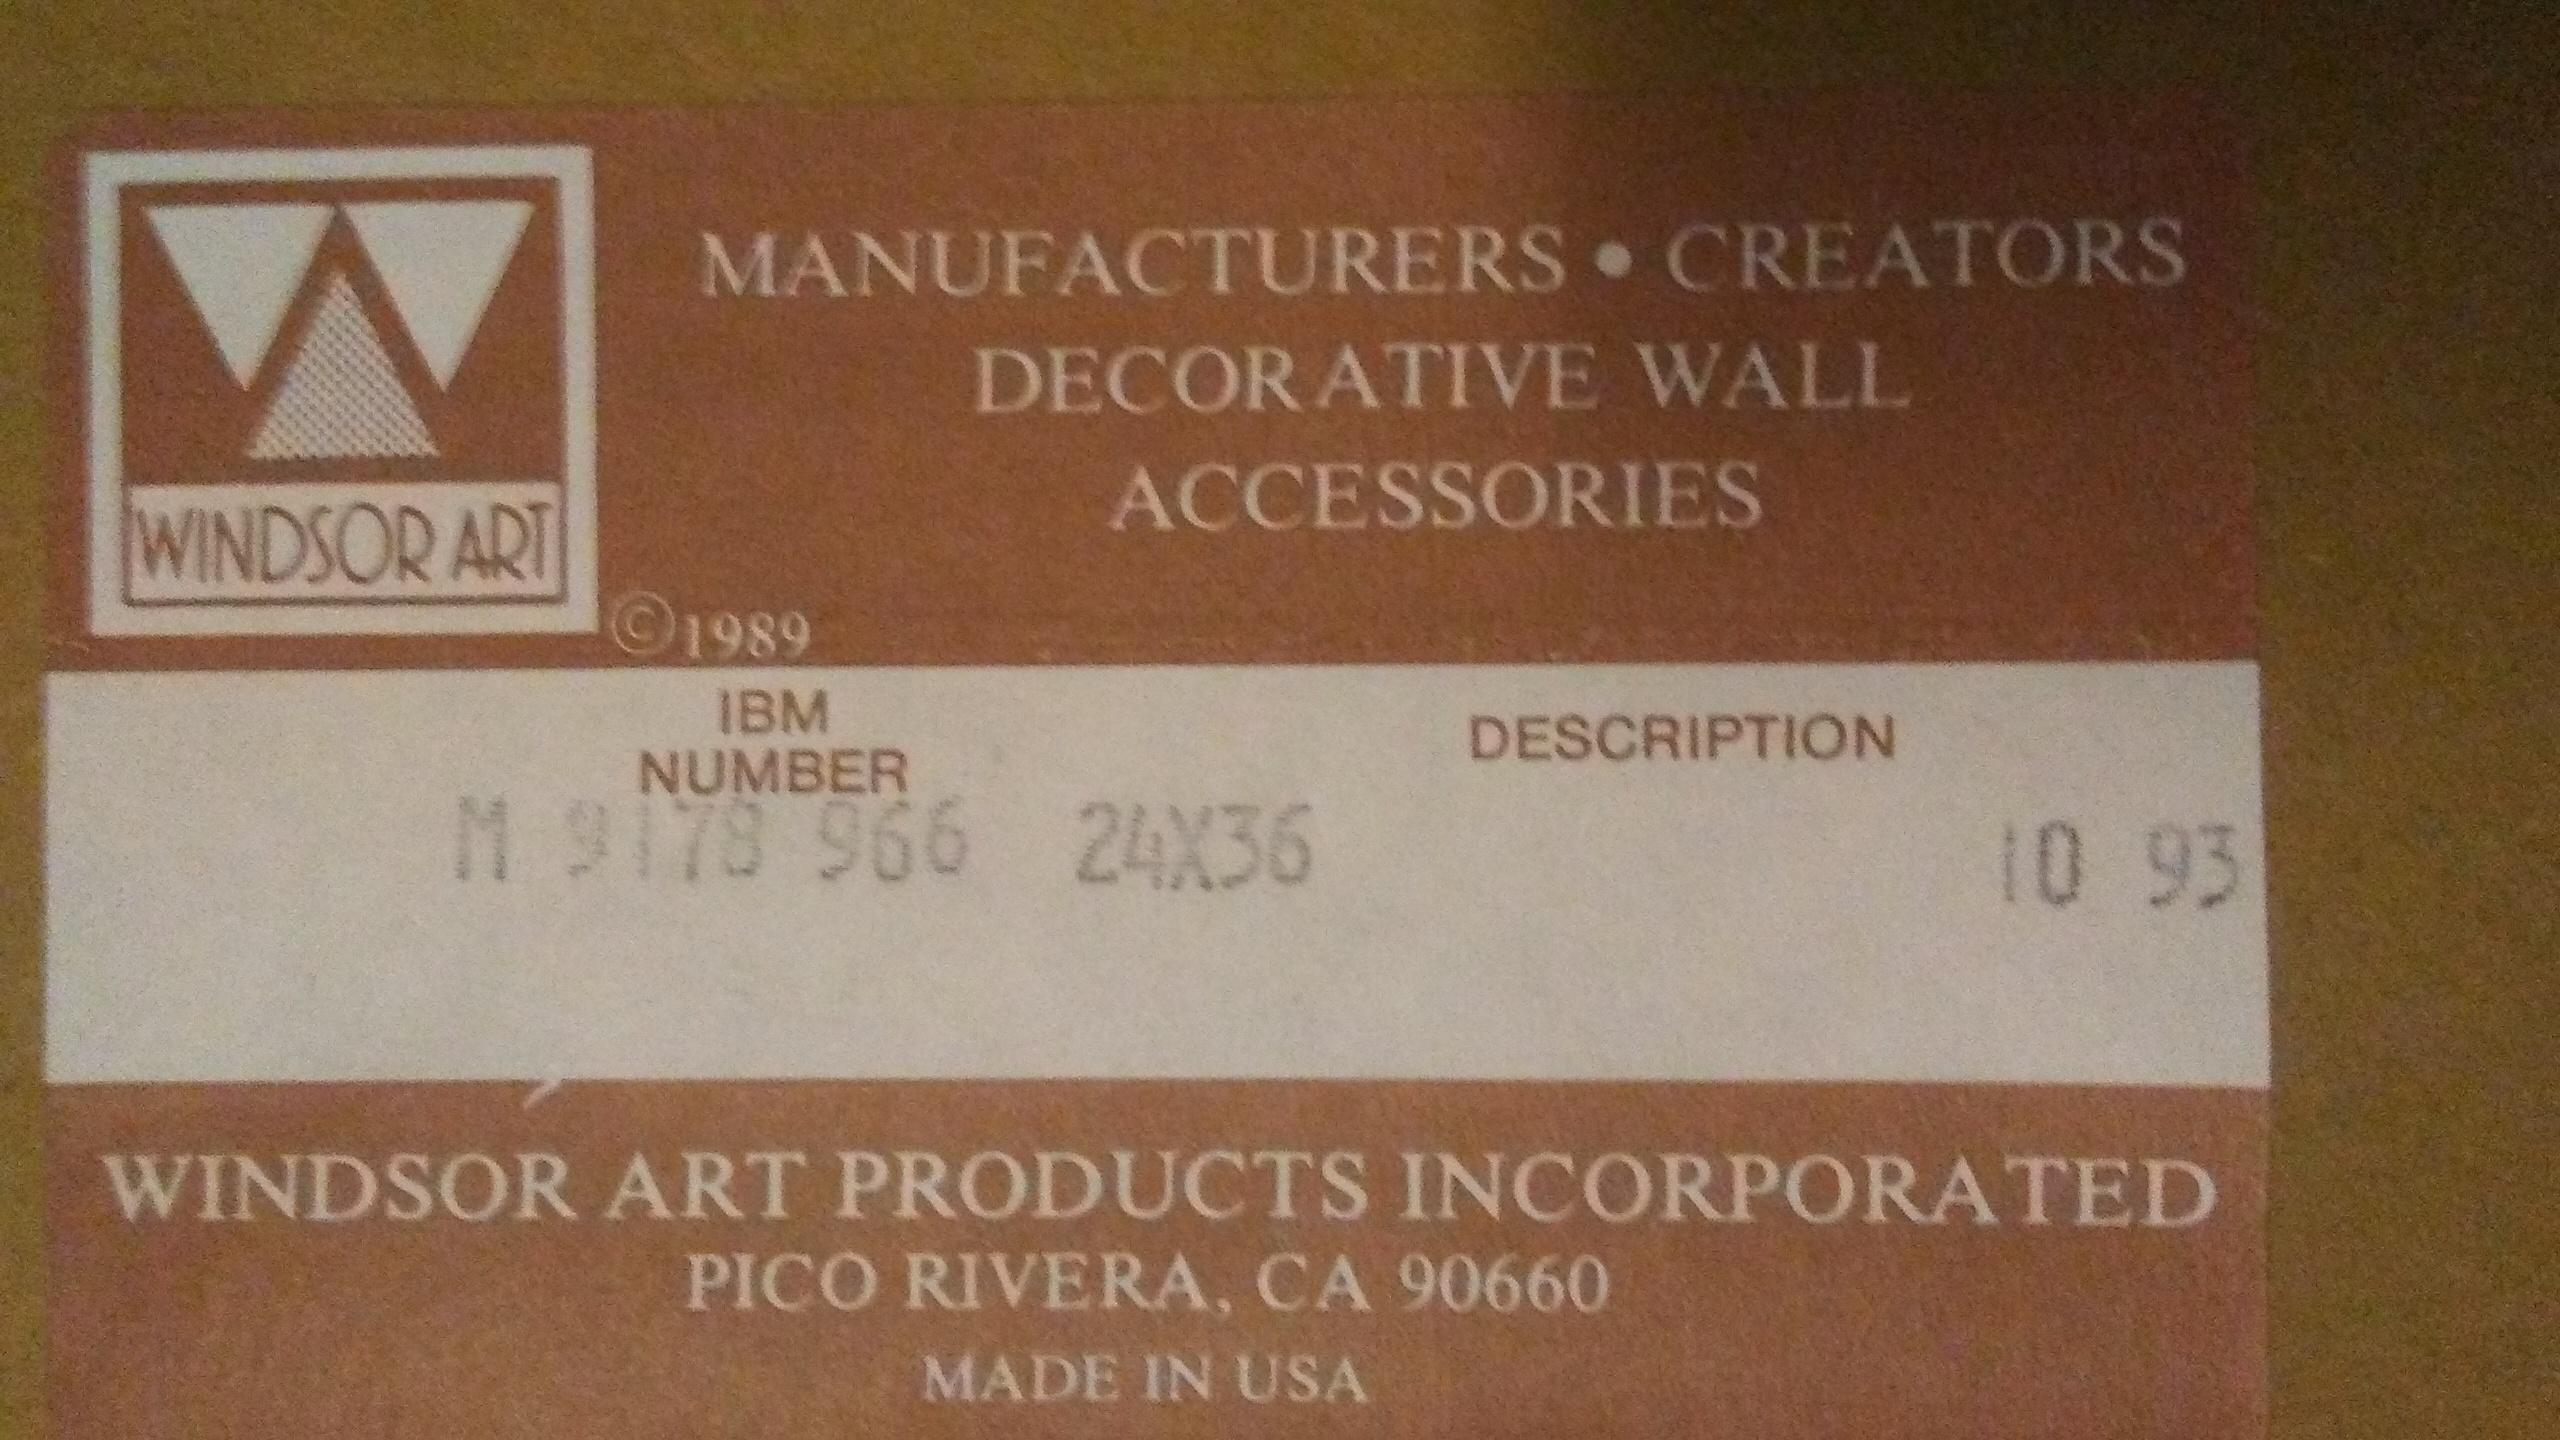 MANUFACTURERS • CREATORS
DECORATIVE WALL
ACCESSORIES
WINDSOR ART
©1989
IBM
NUMBER
DESCRIPTION
M 9178 966 24X36 10 93
WINDSOR ART PRODUCTS INCORPORATED
PICO RIVERA, CA 90660
MADE IN USA